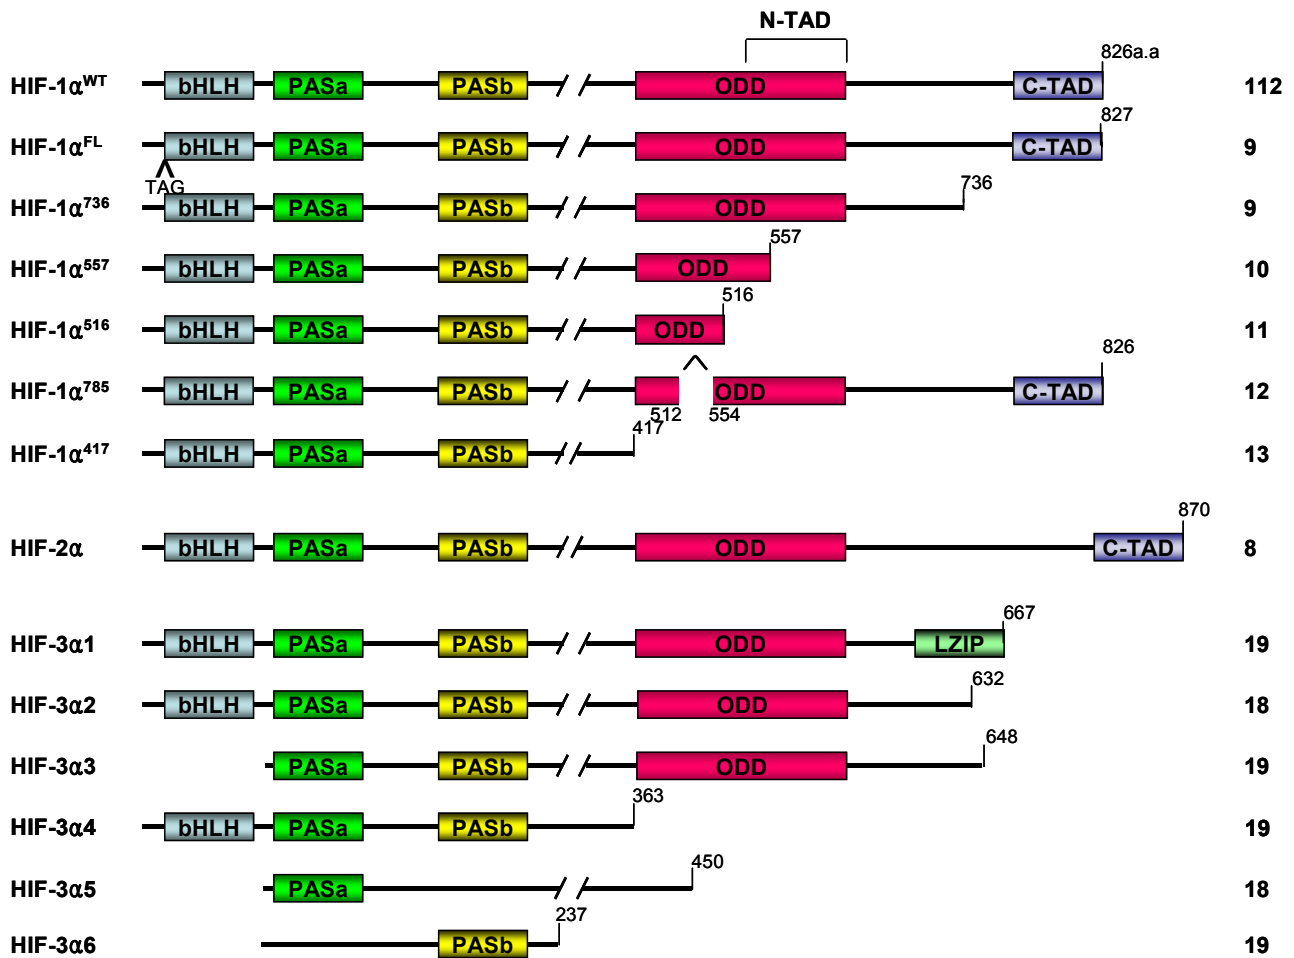 N-TAD
826a.a
HIF-1αWT bHLH PASa PASb ODD C-TAD 112
827
HIF-1αFL bHLH PASa PASb ODD C-TAD 9
TAG
736
HIF-1α736 bHLH PASa PASb ODD 9
557
HIF-1α557 bHLH PASa PASb ODD 10
516
HIF-1α516 bHLH PASa PASb ODD 11
826
HIF-1α785 bHLH PASa PASb ODD C-TAD 12
512 554
417
HIF-1α417 bHLH PASa PASb 13
870
HIF-2α bHLH PASa PASb ODD C-TAD 8
667
HIF-3α1 bHLH PASa PASb ODD LZIP 19
632
HIF-3α2 bHLH PASa PASb ODD 18
648
HIF-3α3 PASa PASb ODD 19
363
HIF-3α4 bHLH PASa PASb 19
450
HIF-3α5 PASa 18
237
HIF-3α6 PASb 19